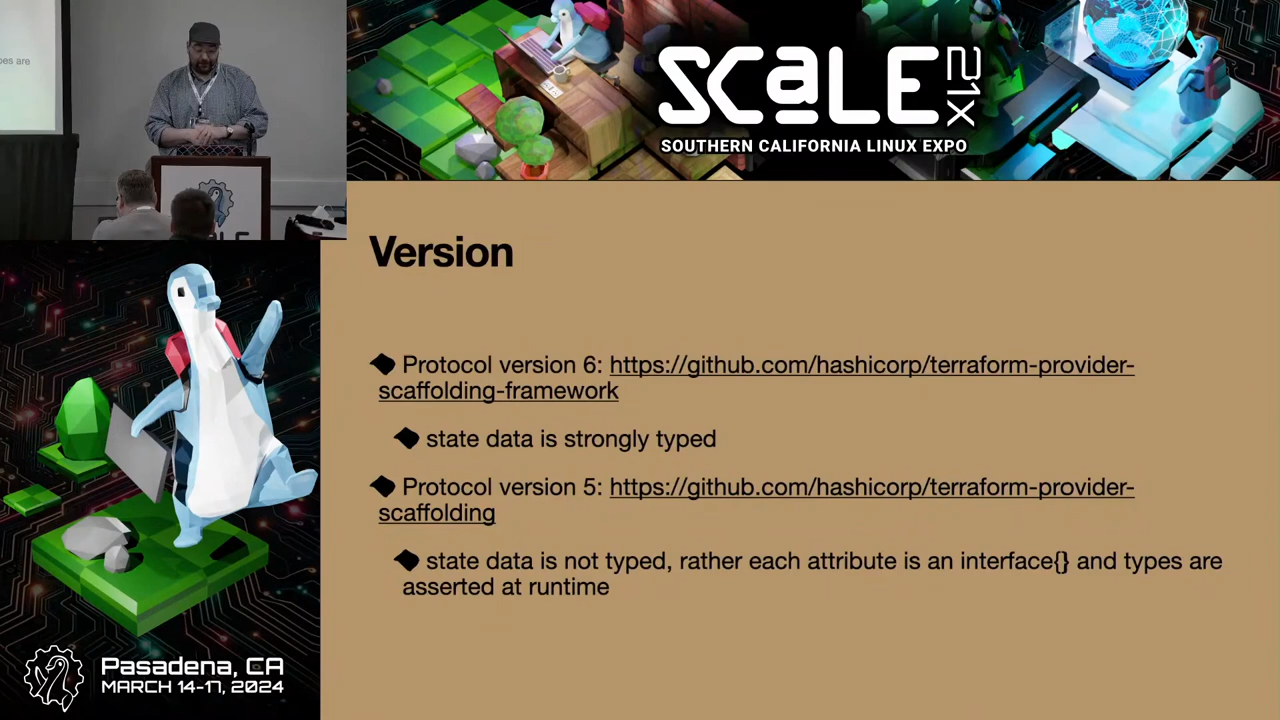 pes are
SCALE
21X
SOUTHERN CALIFORNIA LINUX EXPO
Version
Protocol version 6: https://github.com/hashicorp/terraform-provider-
scaffolding-framework
state data is strongly typed
Protocol version 5: https://github.com/hashicorp/terraform-provider-
scaffolding
state data is not typed, rather each attribute is an interface{} and types are
asserted at runtime
Pasadena, CA
MARCH 14-17, 2024